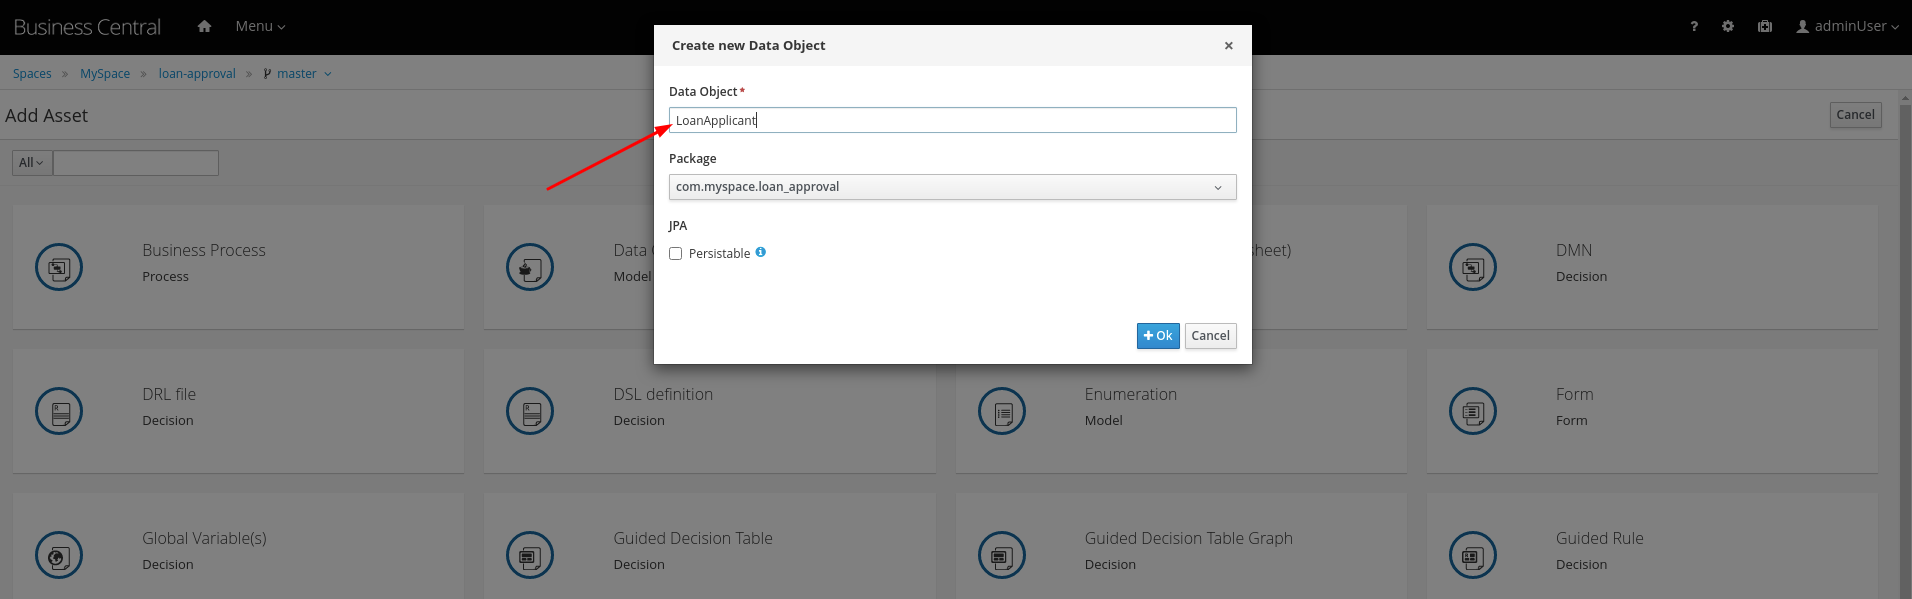 Business Central
Menu
?
adminUser
Spaces » MySpace » loan-approval » master
Add Asset
Cancel
All
Create new Data Object
×
Data Object*
LoanApplicant
Package
com.myspace.loan_approval
JPA
Persistable
+ Ok
Cancel
Business Process
Process
Data
Model
sheet)
DMN
Decision
DRL file
Decision
DSL definition
Decision
Enumeration
Model
Form
Form
Global Variable(s)
Decision
Guided Decision Table
Decision
Guided Decision Table Graph
Decision
Guided Rule
Decision